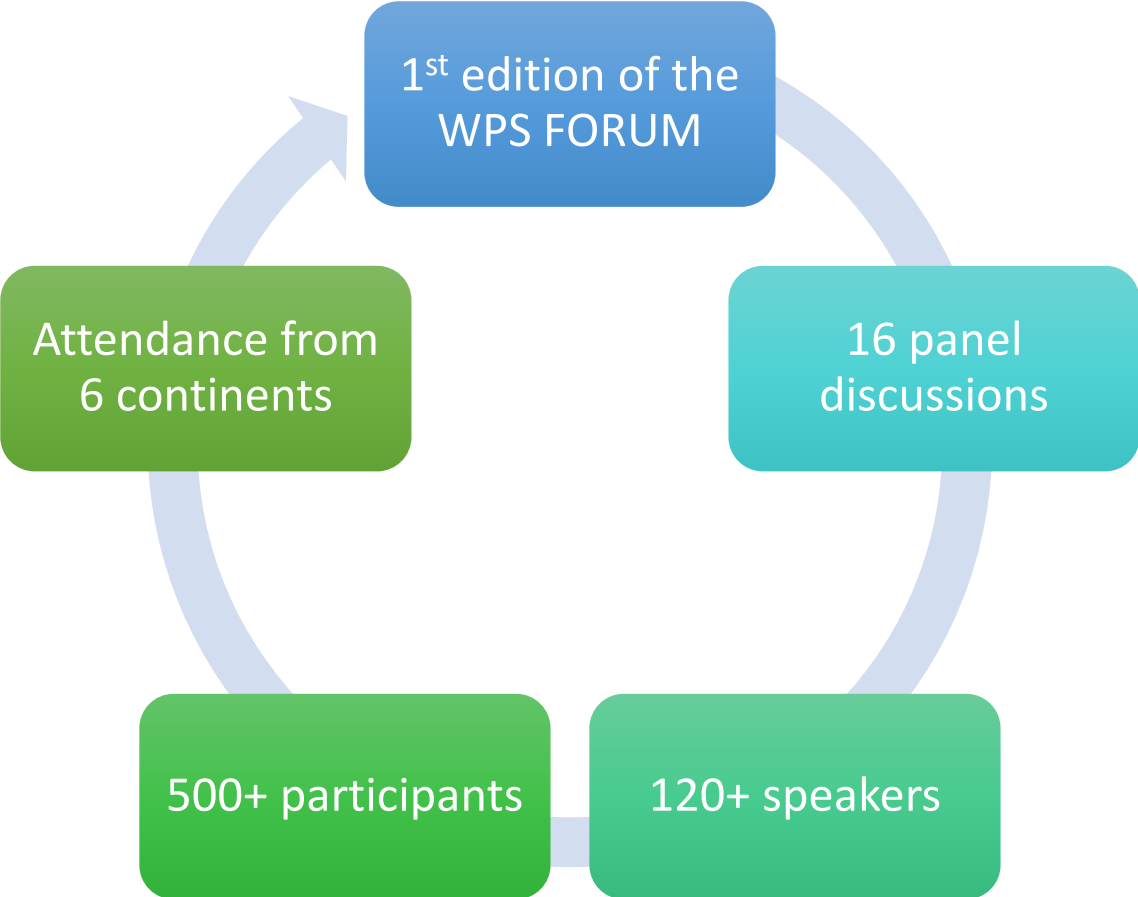 1st edition of the
WPS FORUM
16 panel
discussions
120+ speakers
500+ participants
Attendance from
6 continents